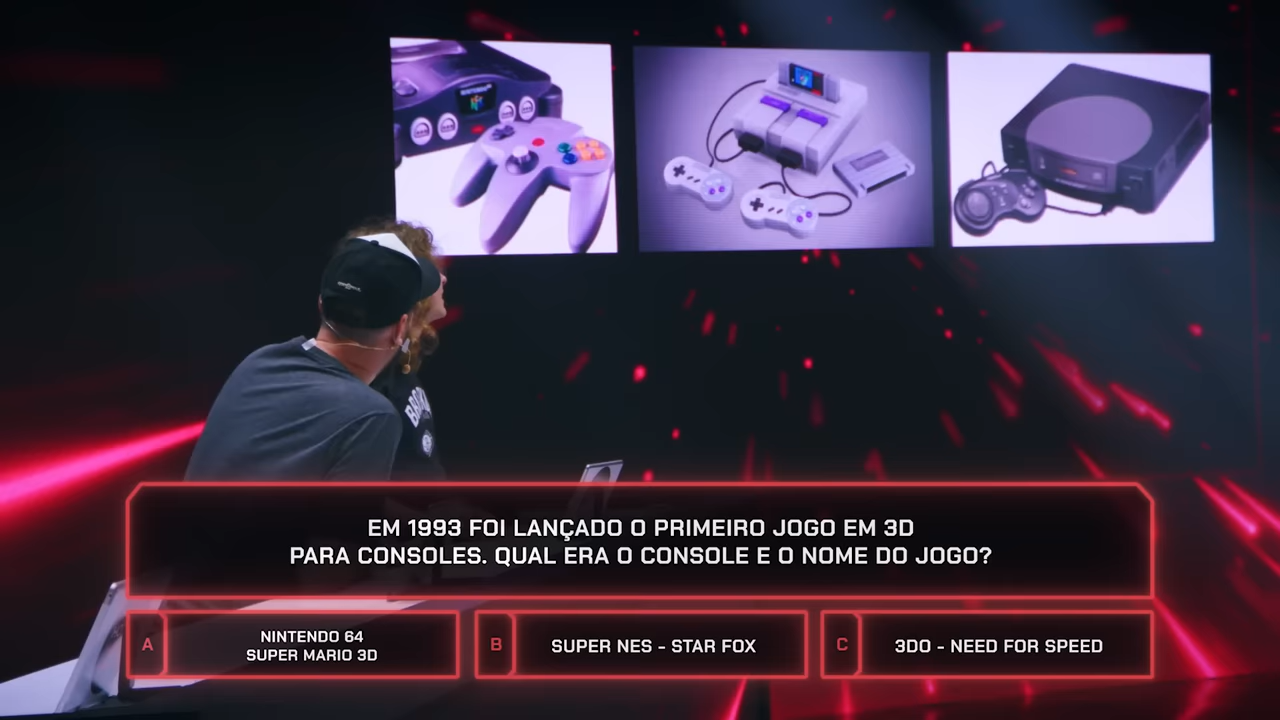 EM 1993 FOI LANÇADO O PRIMEIRO JOGO EM 3D
PARA CONSOLES. QUAL ERA O CONSOLE E O NOME DO JOGO?
A
NINTENDO 64
SUPER MARIO 3D
B
SUPER NES - STAR FOX
C
3DO - NEED FOR SPEED